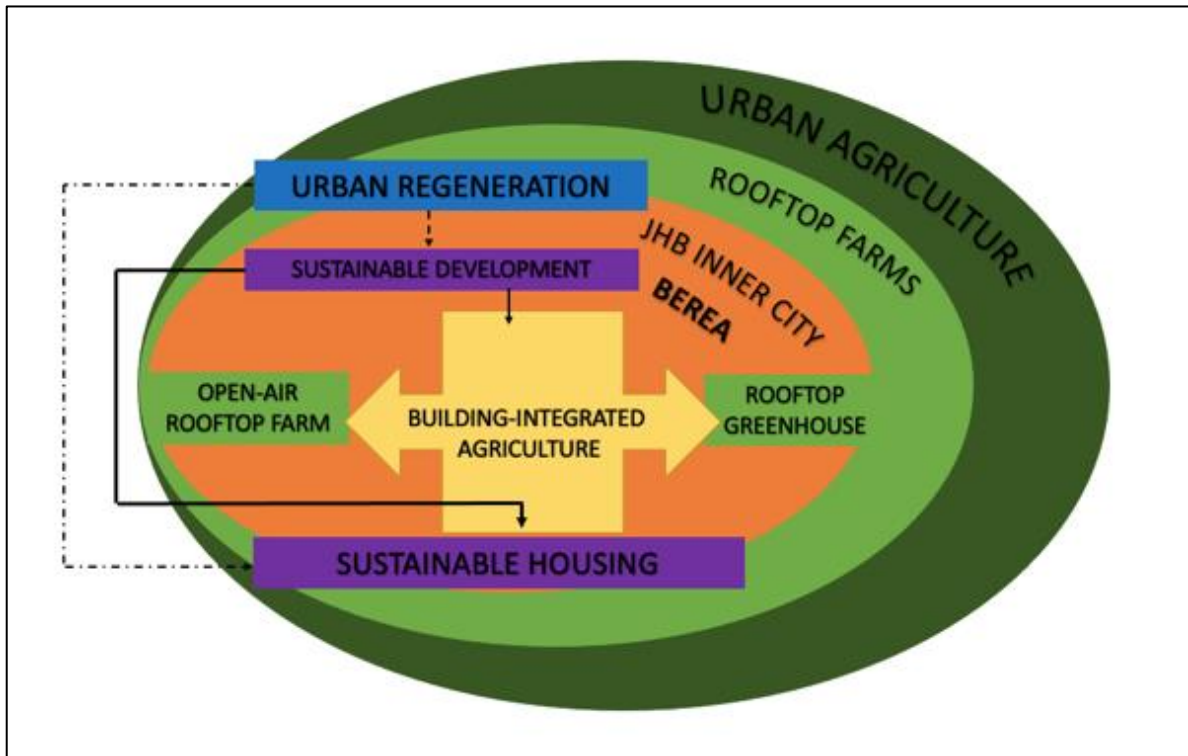 URBAN AGRICULTURE
ROOFTOP FARMS
URBAN REGENERATION
JHB INNER CITY
BEREA
SUSTAINABLE DEVELOPMENT
OPEN-AIR
ROOFTOP FARM
BUILDING-INTEGRATED
AGRICULTURE
ROOFTOP
GREENHOUSE
SUSTAINABLE HOUSING